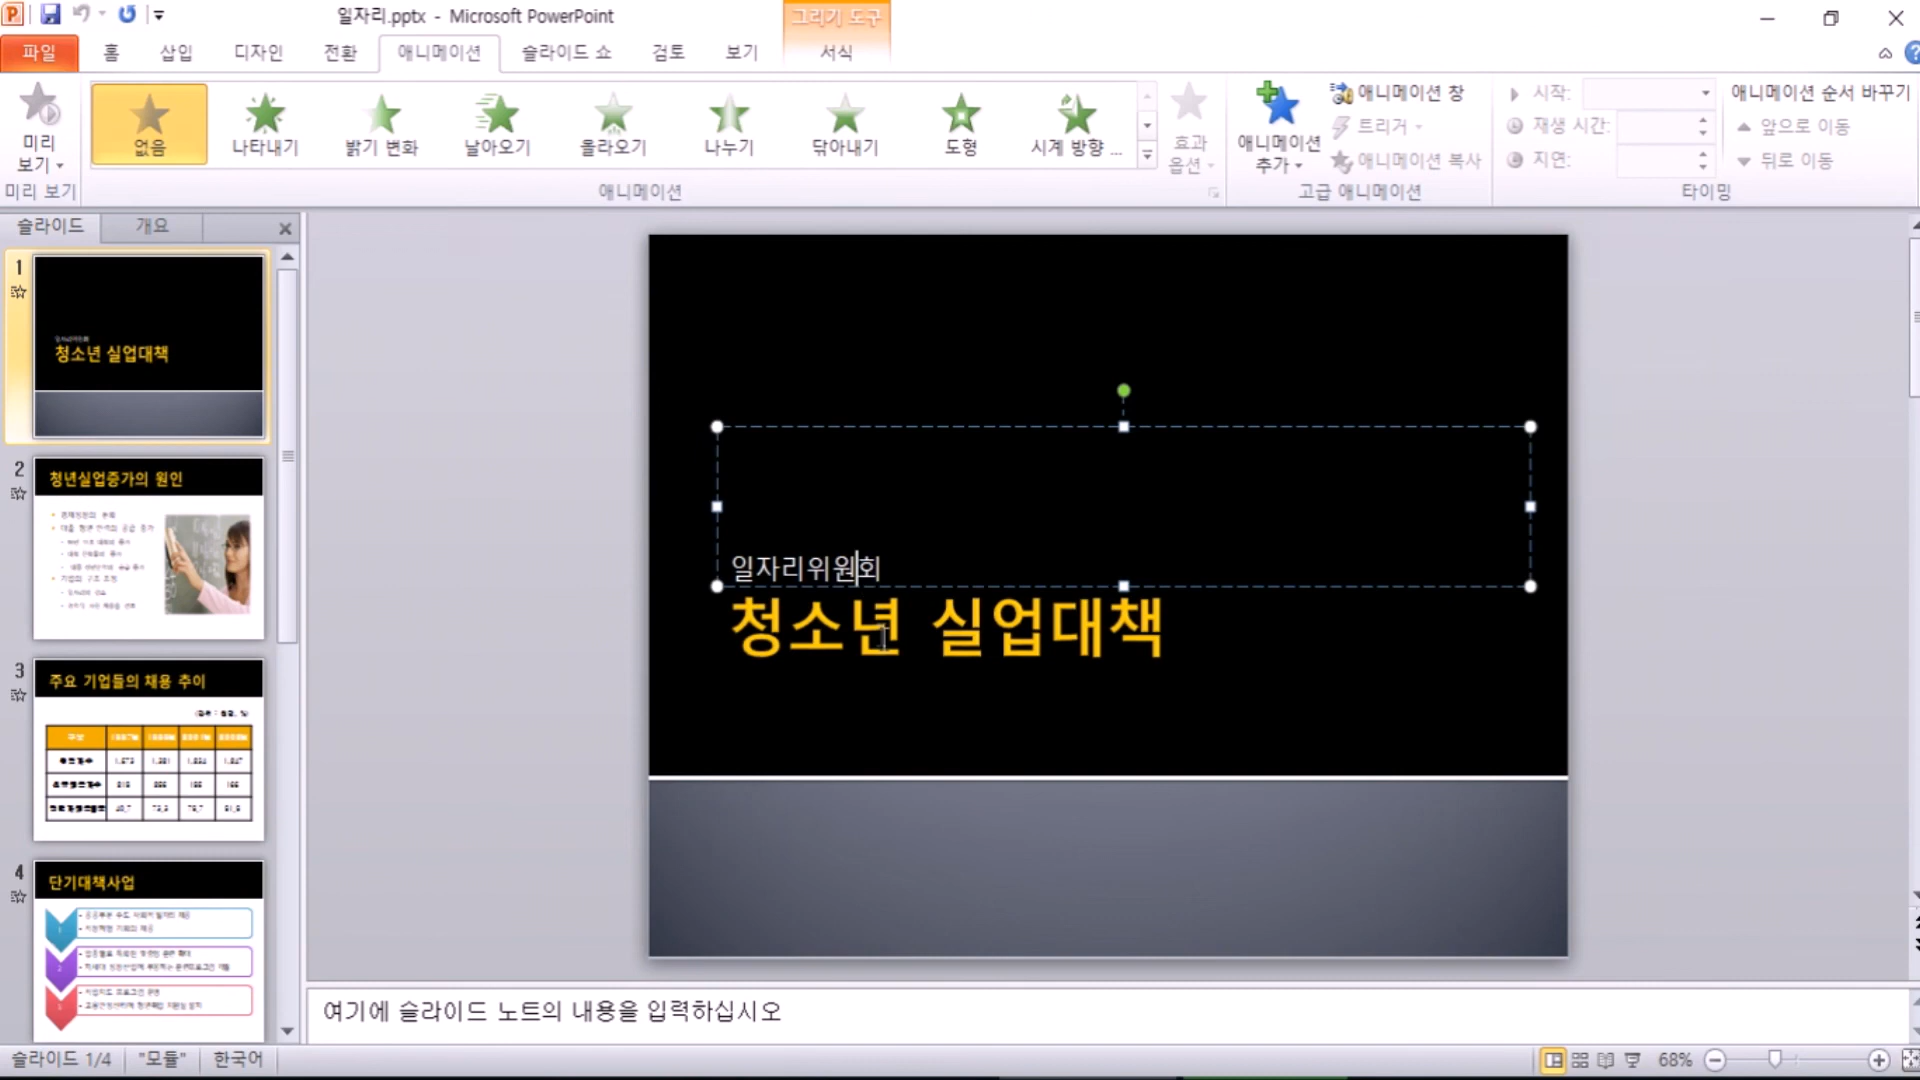 일자리.pptx - Microsoft PowerPoint
그리기 도구
파일 홈 삽입 디자인 전환 애니메이션 슬라이드 쇼 검토 보기 서식
미리 보기
없음 나타내기 밝기 변화 날아오기 올라오기 나누기 닦아내기 도형 시계 방향 ...
효과 옵션
애니메이션 추가
애니메이션 창
트리거
애니메이션 복사
시작:
재생 시간:
지연:
애니메이션 순서 바꾸기
앞으로 이동
뒤로 이동
미리 보기 애니메이션 고급 애니메이션 타이밍
슬라이드 개요
1
일자리위원회
청소년 실업대책
2
청년실업증가의 원인
3
주요 기업들의 채용 추이
4
단기대책사업
일자리위원회
청소년 실업대책
여기에 슬라이드 노트의 내용을 입력하십시오
슬라이드 1/4 "모듈" 한국어 68%